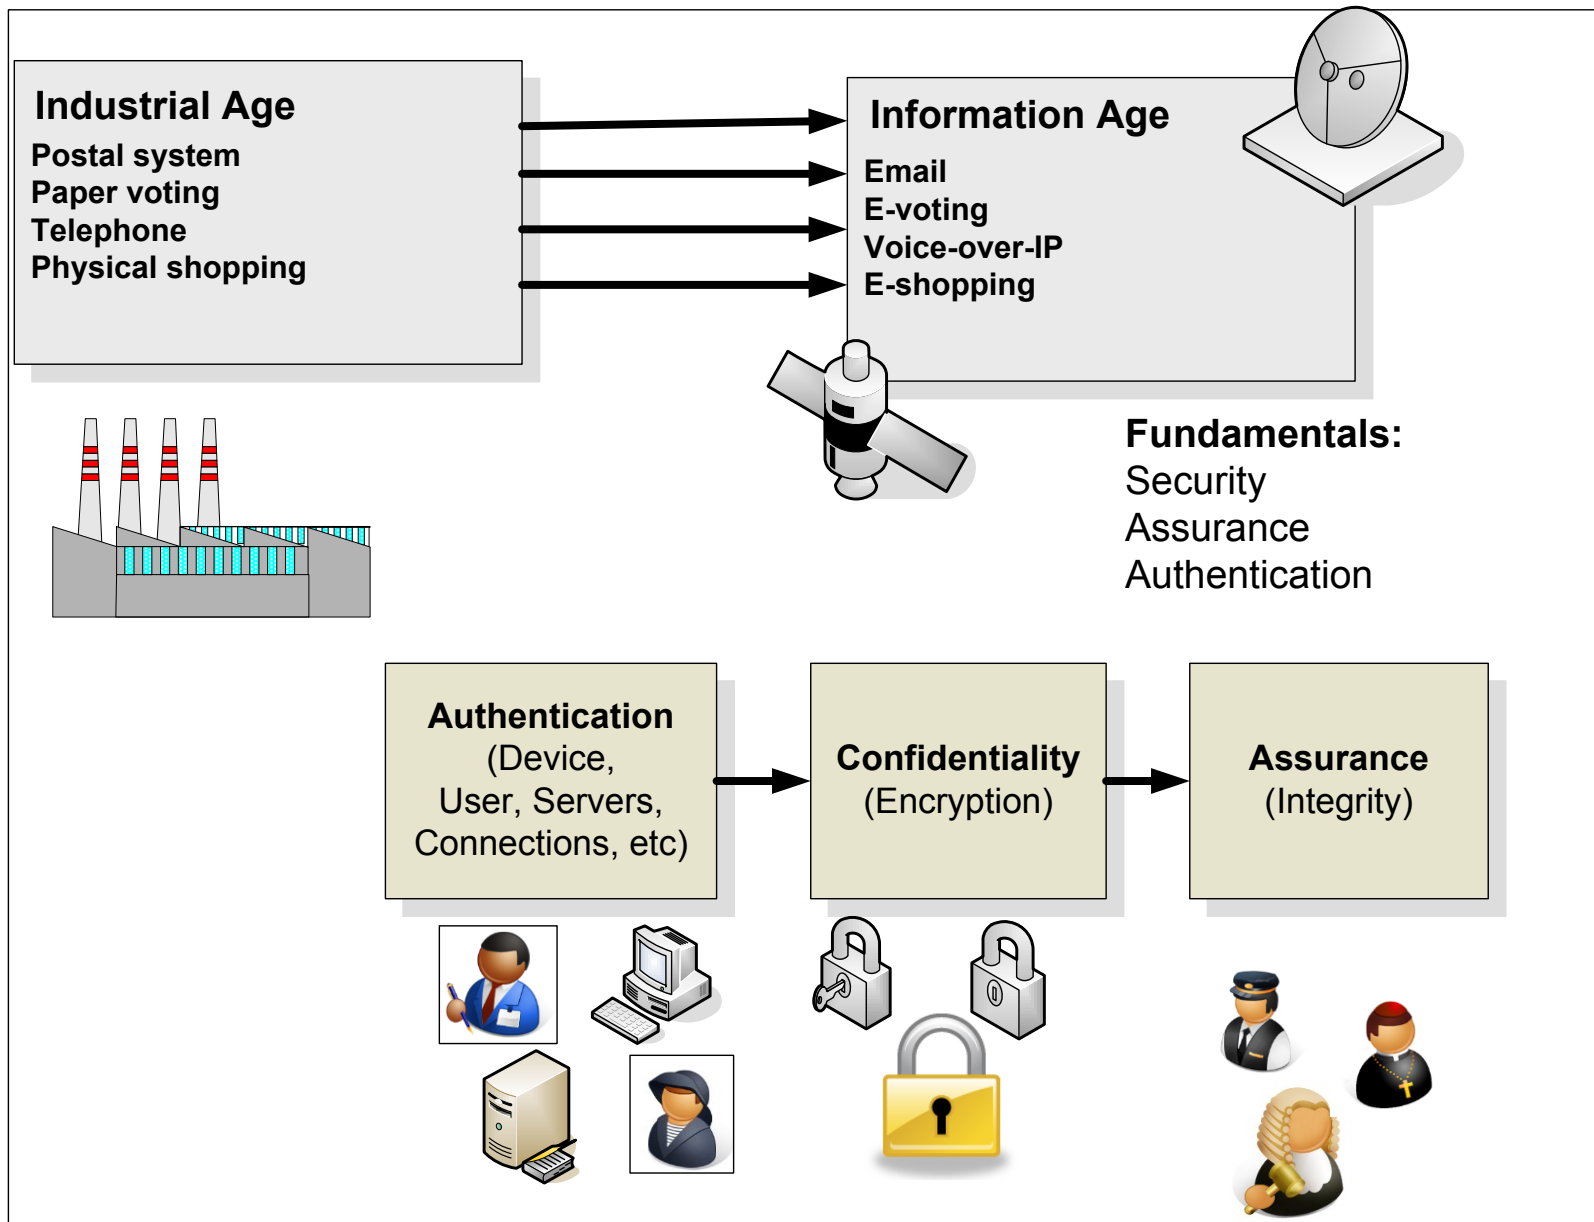 Industrial Age
Postal system
Paper voting
Telephone
Physical shopping
Information Age
Email
E-voting
Voice-over-IP
E-shopping
Fundamentals:
Security
Assurance
Authentication
Authentication
(Device,
User, Servers,
Connections, etc)
Confidentiality
(Encryption)
Assurance
(Integrity)